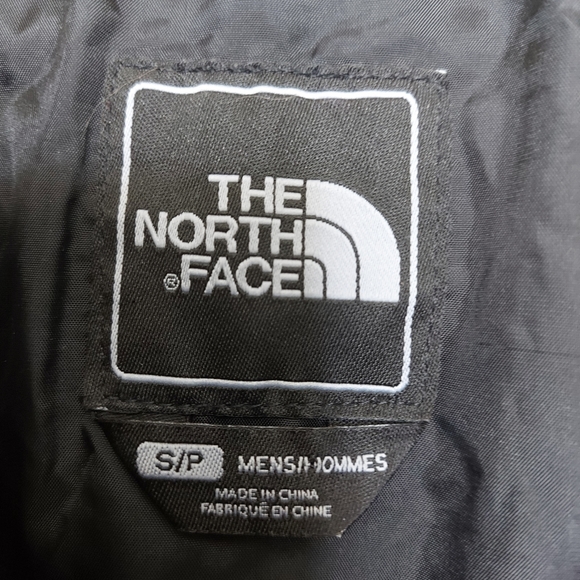 THE
NORTH
®FACE
S/P MENS/HOMMES
MADE IN CHINA
FABRIQUÉ EN CHINE